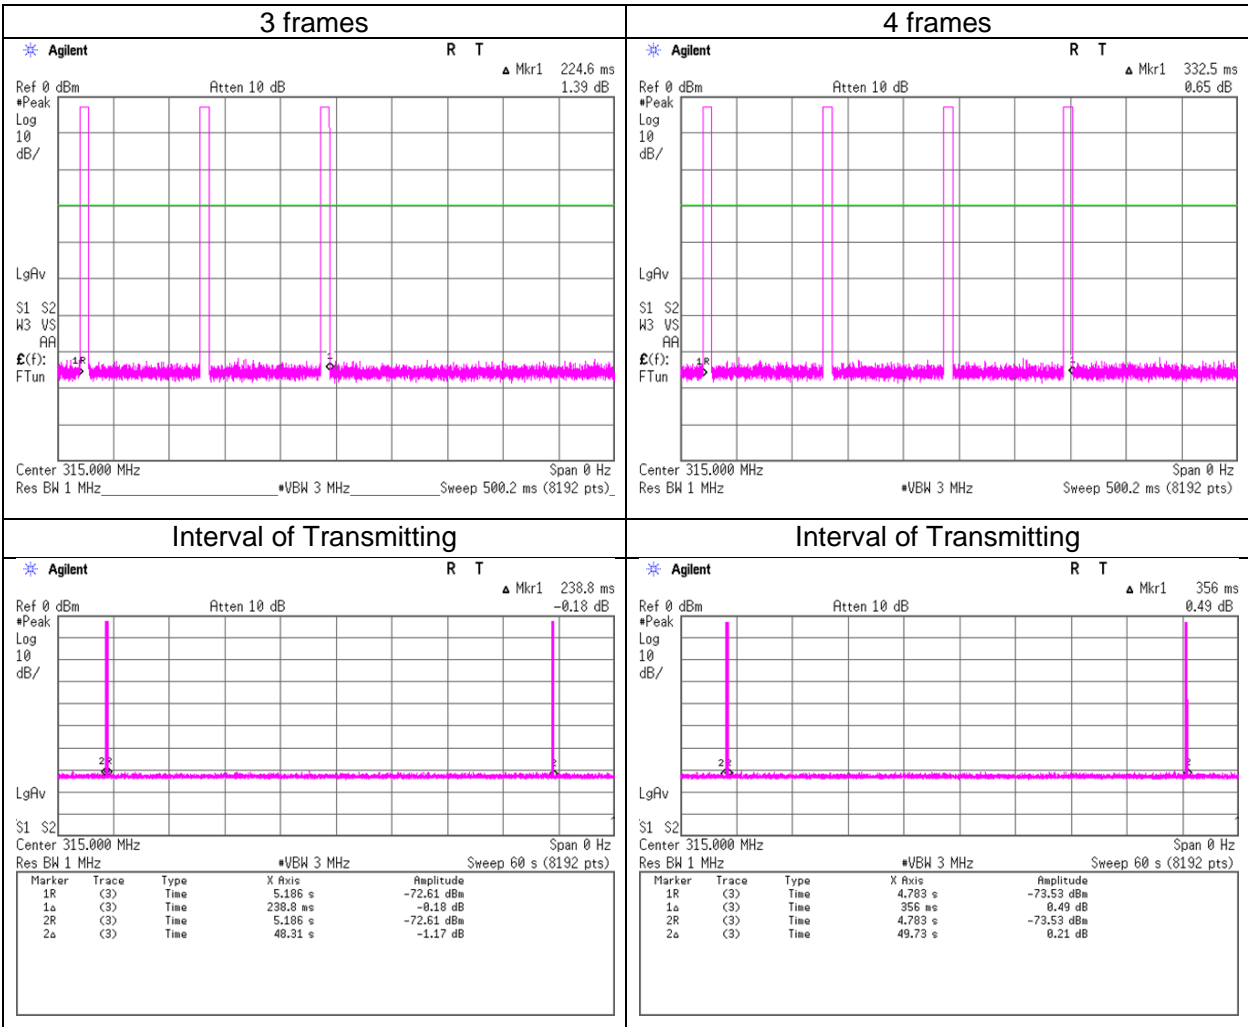 3 frames
Agilent
R T
Δ Mkr1 224.6 ms
Ref 0 dBm
Atten 10 dB
1.39 dB
#Peak
Log
10
dB/
LgAv
S1 S2
W3 VS
AA
£(f):
FTun
1R
1
Center 315.000 MHz
Span 0 Hz
Res BW 1 MHz
#VBW 3 MHz
Sweep 500.2 ms (8192 pts)
4 frames
Agilent
R T
Δ Mkr1 332.5 ms
Ref 0 dBm
Atten 10 dB
0.65 dB
#Peak
Log
10
dB/
LgAv
S1 S2
W3 VS
AA
£(f):
FTun
1R
1
Center 315.000 MHz
Span 0 Hz
Res BW 1 MHz
#VBW 3 MHz
Sweep 500.2 ms (8192 pts)
Interval of Transmitting
Agilent
R T
Δ Mkr1 238.8 ms
Ref 0 dBm
Atten 10 dB
-0.18 dB
#Peak
Log
10
dB/
2R
LgAv
S1 S2
Center 315.000 MHz
Span 0 Hz
Res BW 1 MHz
#VBW 3 MHz
Sweep 60 s (8192 pts)
Marker Trace Type X Axis Amplitude
1R (3) Time 5.186 s -72.61 dBm
1Δ (3) Time 238.8 ms -0.18 dB
2R (3) Time 5.186 s -72.61 dBm
2Δ (3) Time 48.31 s -1.17 dB
Interval of Transmitting
Agilent
R T
Δ Mkr1 356 ms
Ref 0 dBm
Atten 10 dB
0.49 dB
#Peak
Log
10
dB/
2R
2
LgAv
S1 S2
Center 315.000 MHz
Span 0 Hz
Res BW 1 MHz
#VBW 3 MHz
Sweep 60 s (8192 pts)
Marker Trace Type X Axis Amplitude
1R (3) Time 4.783 s -73.53 dBm
1Δ (3) Time 356 ms 0.49 dB
2R (3) Time 4.783 s -73.53 dBm
2Δ (3) Time 49.73 s 0.21 dB